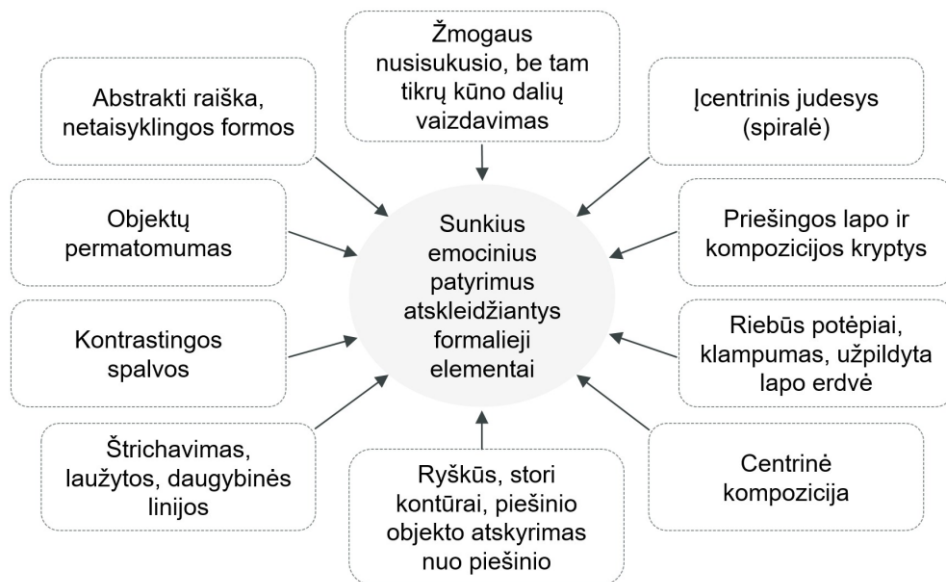 Žmogaus
nusisukusio, be tam
tikrų kūno dalių
vaizdavimas
Abstrakti raiška,
netaisyklingos formos
Įcentrinis judesys
(spiralė)
Objektų
permatomumas
Sunkius
emocinius
patyrimus
atskleidžiantys
formalieji
elementai
Priešingos lapo ir
kompozicijos kryptys
Kontrastingos
spalvos
Riebūs potėpiai,
klampumas, užpildyta
lapo erdvė
Štrichavimas,
laužytos, daugybinės
linijos
Ryškūs, stori
kontūrai, piešinio
objekto atskyrimas
nuo piešinio
Centrinė
kompozicija